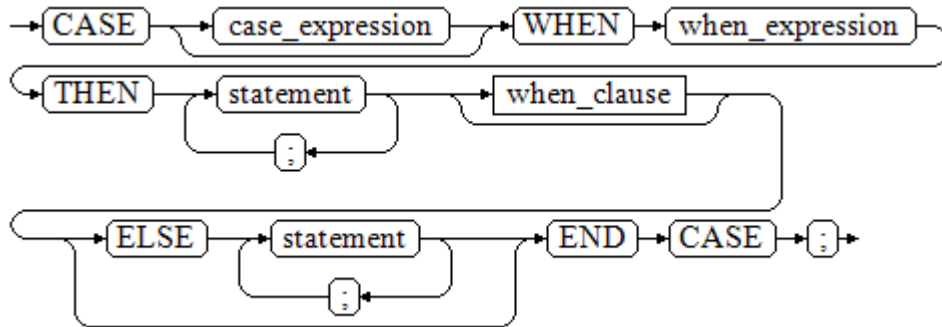 CASE case_expression WHEN when_expression
THEN statement when_clause
;
ELSE statement END CASE ;
;